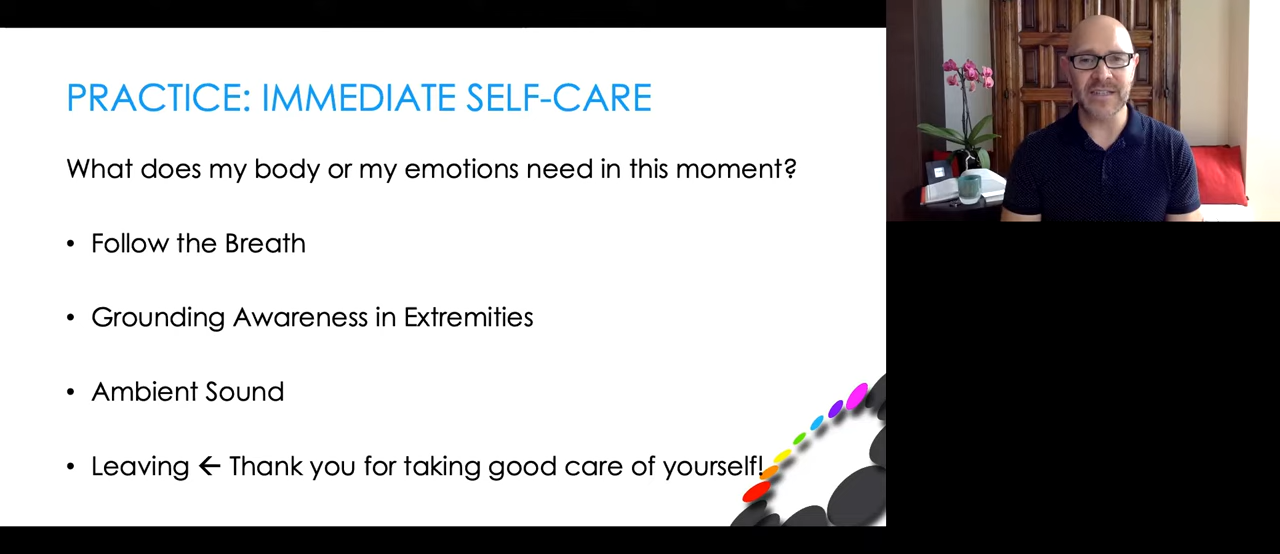 PRACTICE: IMMEDIATE SELF-CARE
What does my body or my emotions need in this moment?
• Follow the Breath
• Grounding Awareness in Extremities
• Ambient Sound
• Leaving ← Thank you for taking good care of yourself!